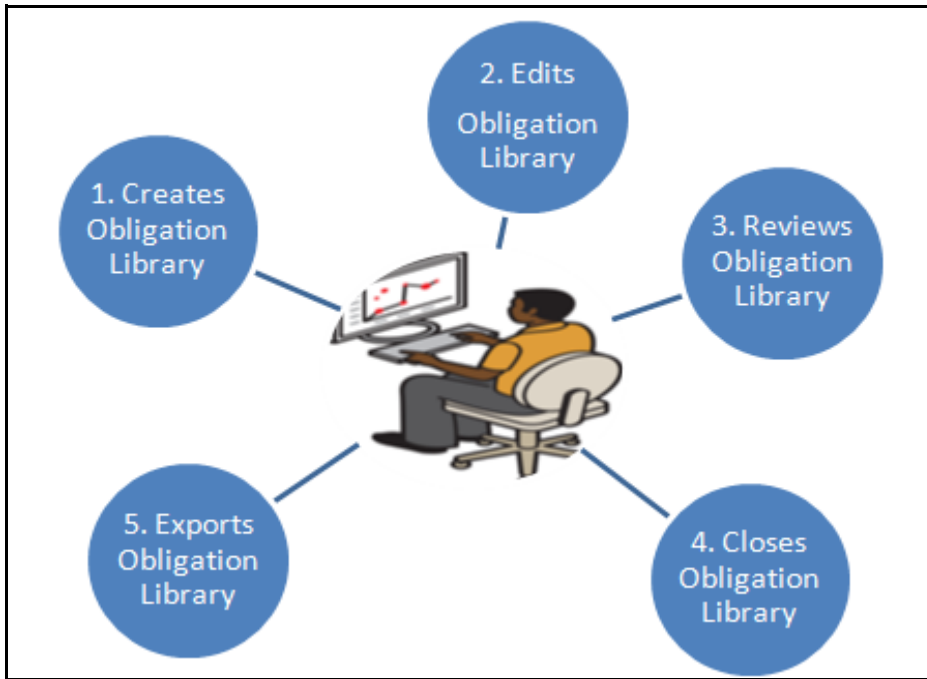 1. Creates
Obligation
Library
2. Edits
Obligation
Library
3. Reviews
Obligation
Library
4. Closes
Obligation
Library
5. Exports
Obligation
Library